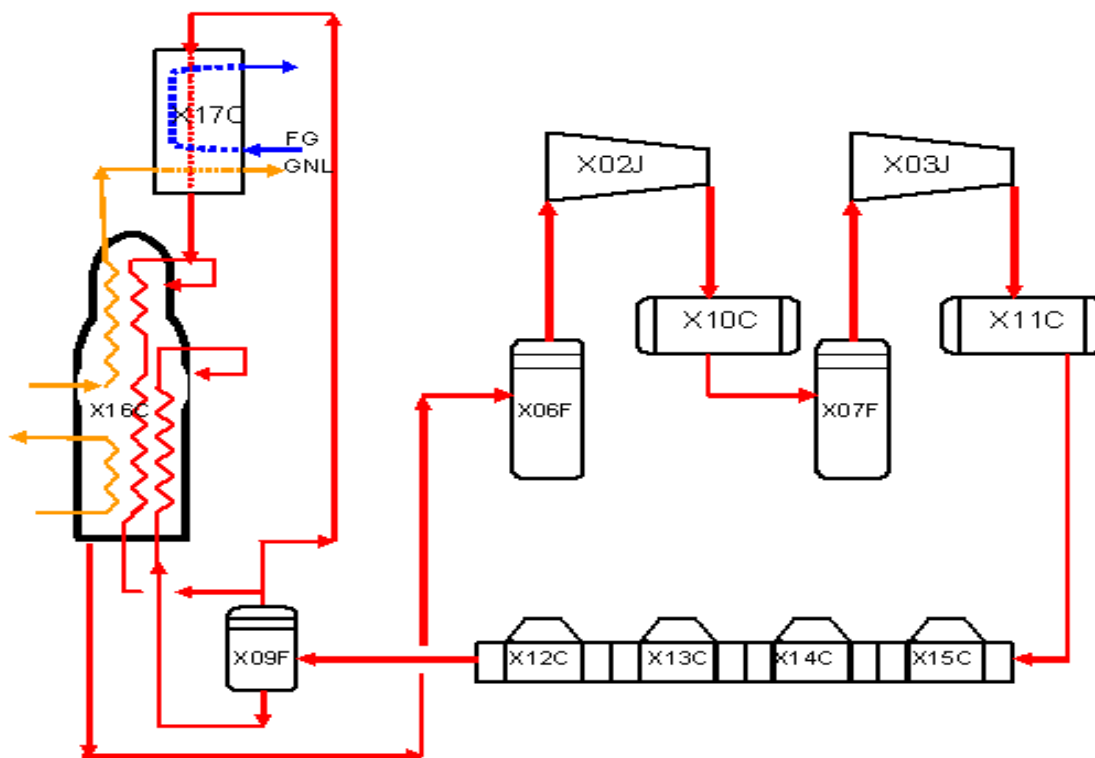 X17C
FG
GNL
X02J
X03J
X10C
X11C
X16C
X06F
X07F
X09F
X12C
X13C
X14C
X15C